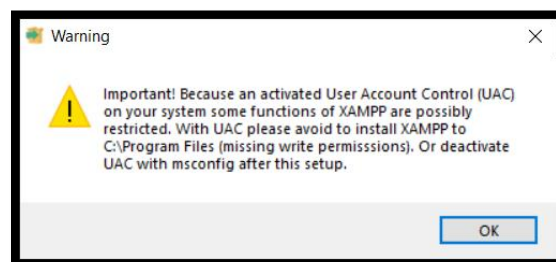 Warning
Important! Because an activated User Account Control (UAC)
on your system some functions of XAMPP are possibly
restricted. With UAC please avoid to install XAMPP to
C:\Program Files (missing write permisssions). Or deactivate
UAC with msconfig after this setup.
OK